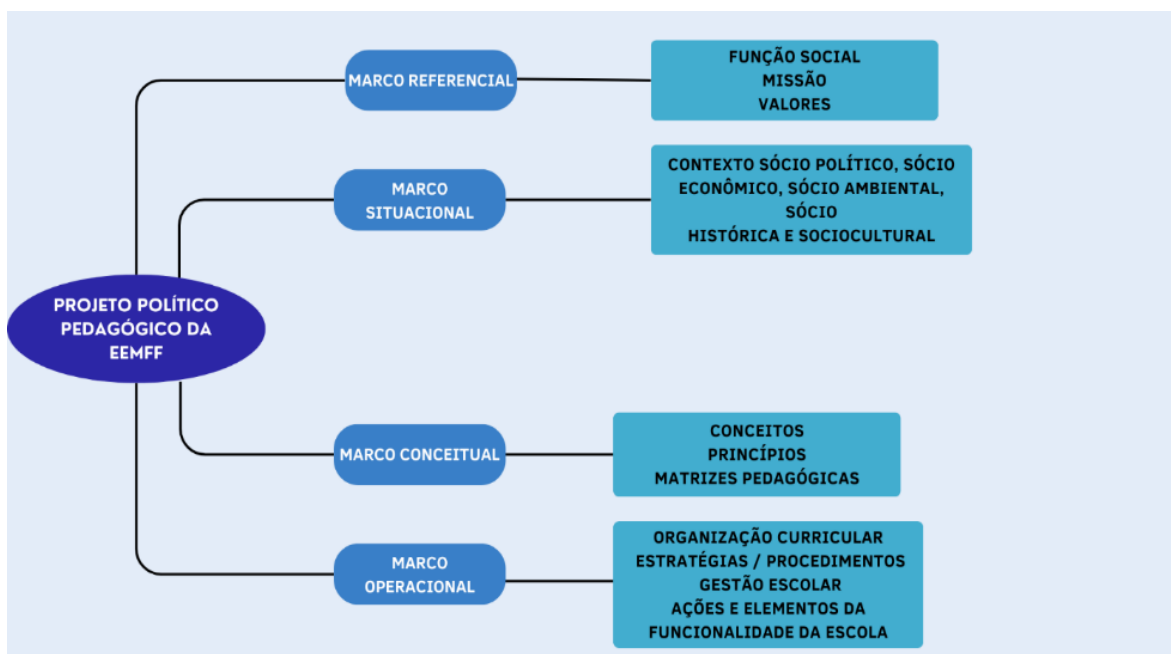 MARCO REFERENCIAL
FUNÇÃO SOCIAL
MISSÃO
VALORES
MARCO
SITUACIONAL
CONTEXTO SÓCIO POLÍTICO, SÓCIO
ECONÔMICO, SÓCIO AMBIENTAL,
SÓCIO
HISTÓRICA E SOCIOCULTURAL
PROJETO POLÍTICO
PEDAGÓGICO DA
EEMFF
MARCO CONCEITUAL
CONCEITOS
PRINCÍPIOS
MATRIZES PEDAGÓGICAS
MARCO
OPERACIONAL
ORGANIZAÇÃO CURRICULAR
ESTRATÉGIAS / PROCEDIMENTOS
GESTÃO ESCOLAR
AÇÕES E ELEMENTOS DA
FUNCIONALIDADE DA ESCOLA